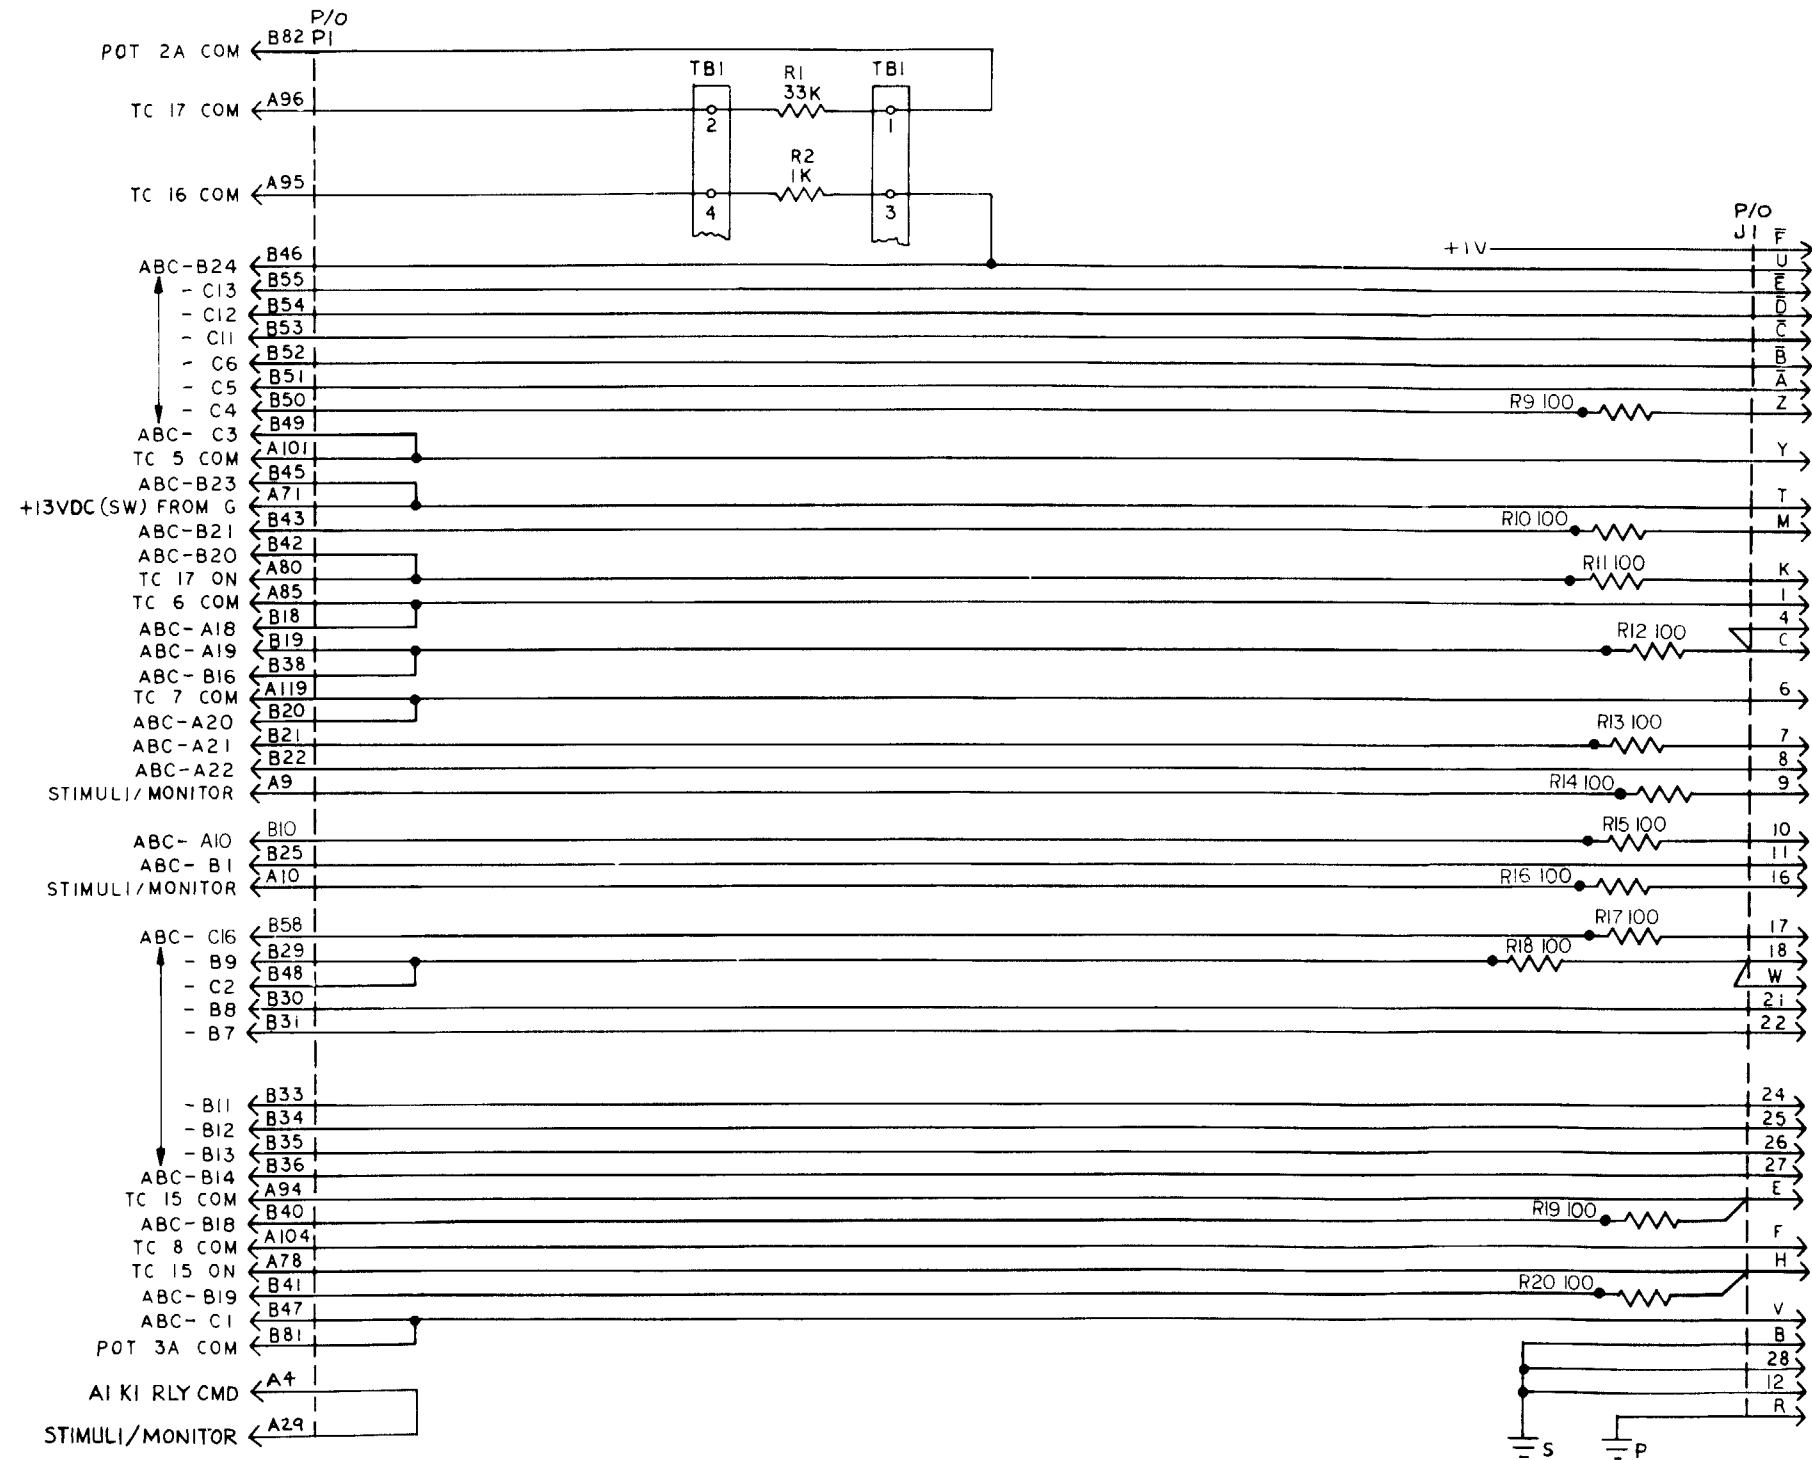 P/O
POT 2A COM B82 P1
TB1 R1 TB1
33K
TC 17 COM A96
2 1
R2
1K
TC 16 COM A95
4 3
P/O
J1
+1V F̅
ABC-B24 B46 U
- C13 B55 E̅
- C12 B54 D̅
- C11 B53 C̅
- C6 B52 B̅
- C5 B51 A̅
- C4 B50 R9 100 Z
ABC- C3 B49
TC 5 COM A101 Y
ABC-B23 B45
+13VDC(SW) FROM G A71 T
ABC-B21 B43 R10 100 M
ABC-B20 B42
TC 17 ON A80 R11 100 K
TC 6 COM A85 1
ABC-A18 B18 4
ABC-A19 B19 R12 100 C
ABC-B16 B38
TC 7 COM A119 6
ABC-A20 B20
ABC-A21 B21 R13 100 7
ABC-A22 B22 8
STIMULI/MONITOR A9 R14 100 9
ABC- A10 B10 R15 100 10
ABC- B1 B25 11
STIMULI/MONITOR A10 R16 100 16
ABC- C16 B58 R17 100 17
- B9 B29 R18 100 18
- C2 B48 W
- B8 B30 21
- B7 B31 22
-B11 B33 24
-B12 B34 25
-B13 B35 26
ABC-B14 B36 27
TC 15 COM A94 E
ABC-B18 B40 R19 100
TC 8 COM A104 F
TC 15 ON A78 H
ABC-B19 B41 R20 100
ABC- C1 B47 V
POT 3A COM B81 B
28
A1 K1 RLY CMD A4 12
R
STIMULI/MONITOR A29
S P